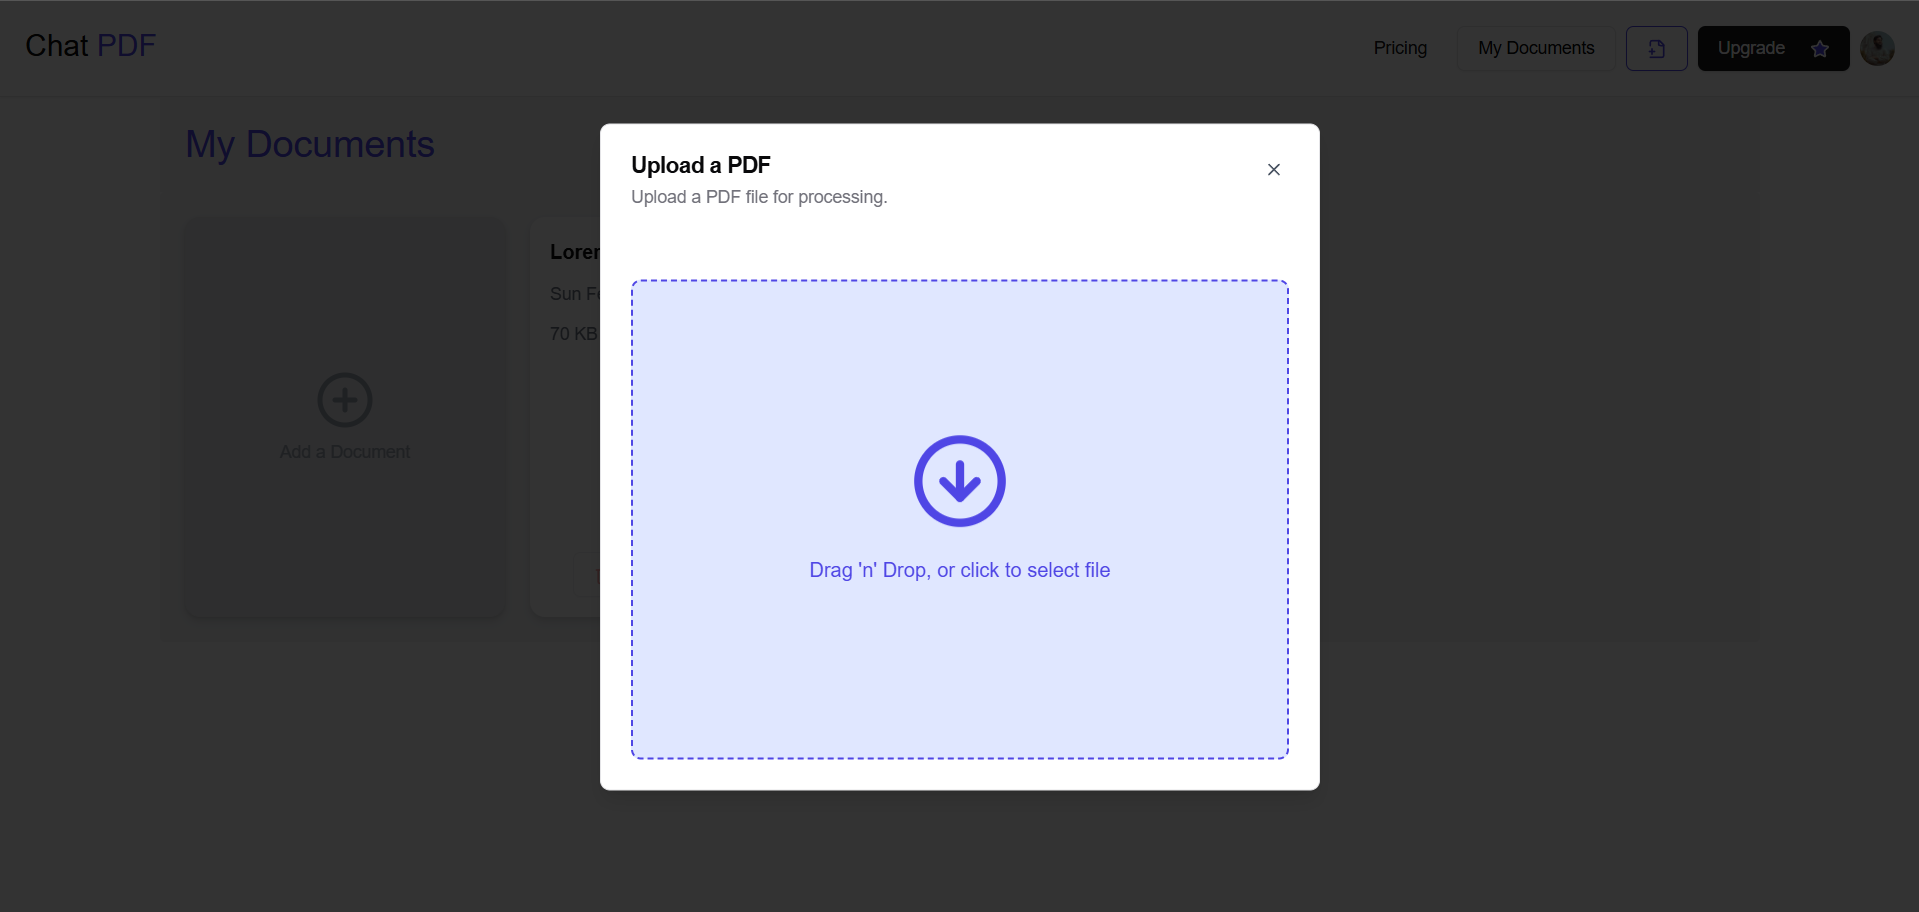 Chat PDF
Pricing
My Documents
Upgrade
My Documents
Add a Document
Sun
70 KB
Upload a PDF
Upload a PDF file for processing.
Drag 'n' Drop, or click to select file